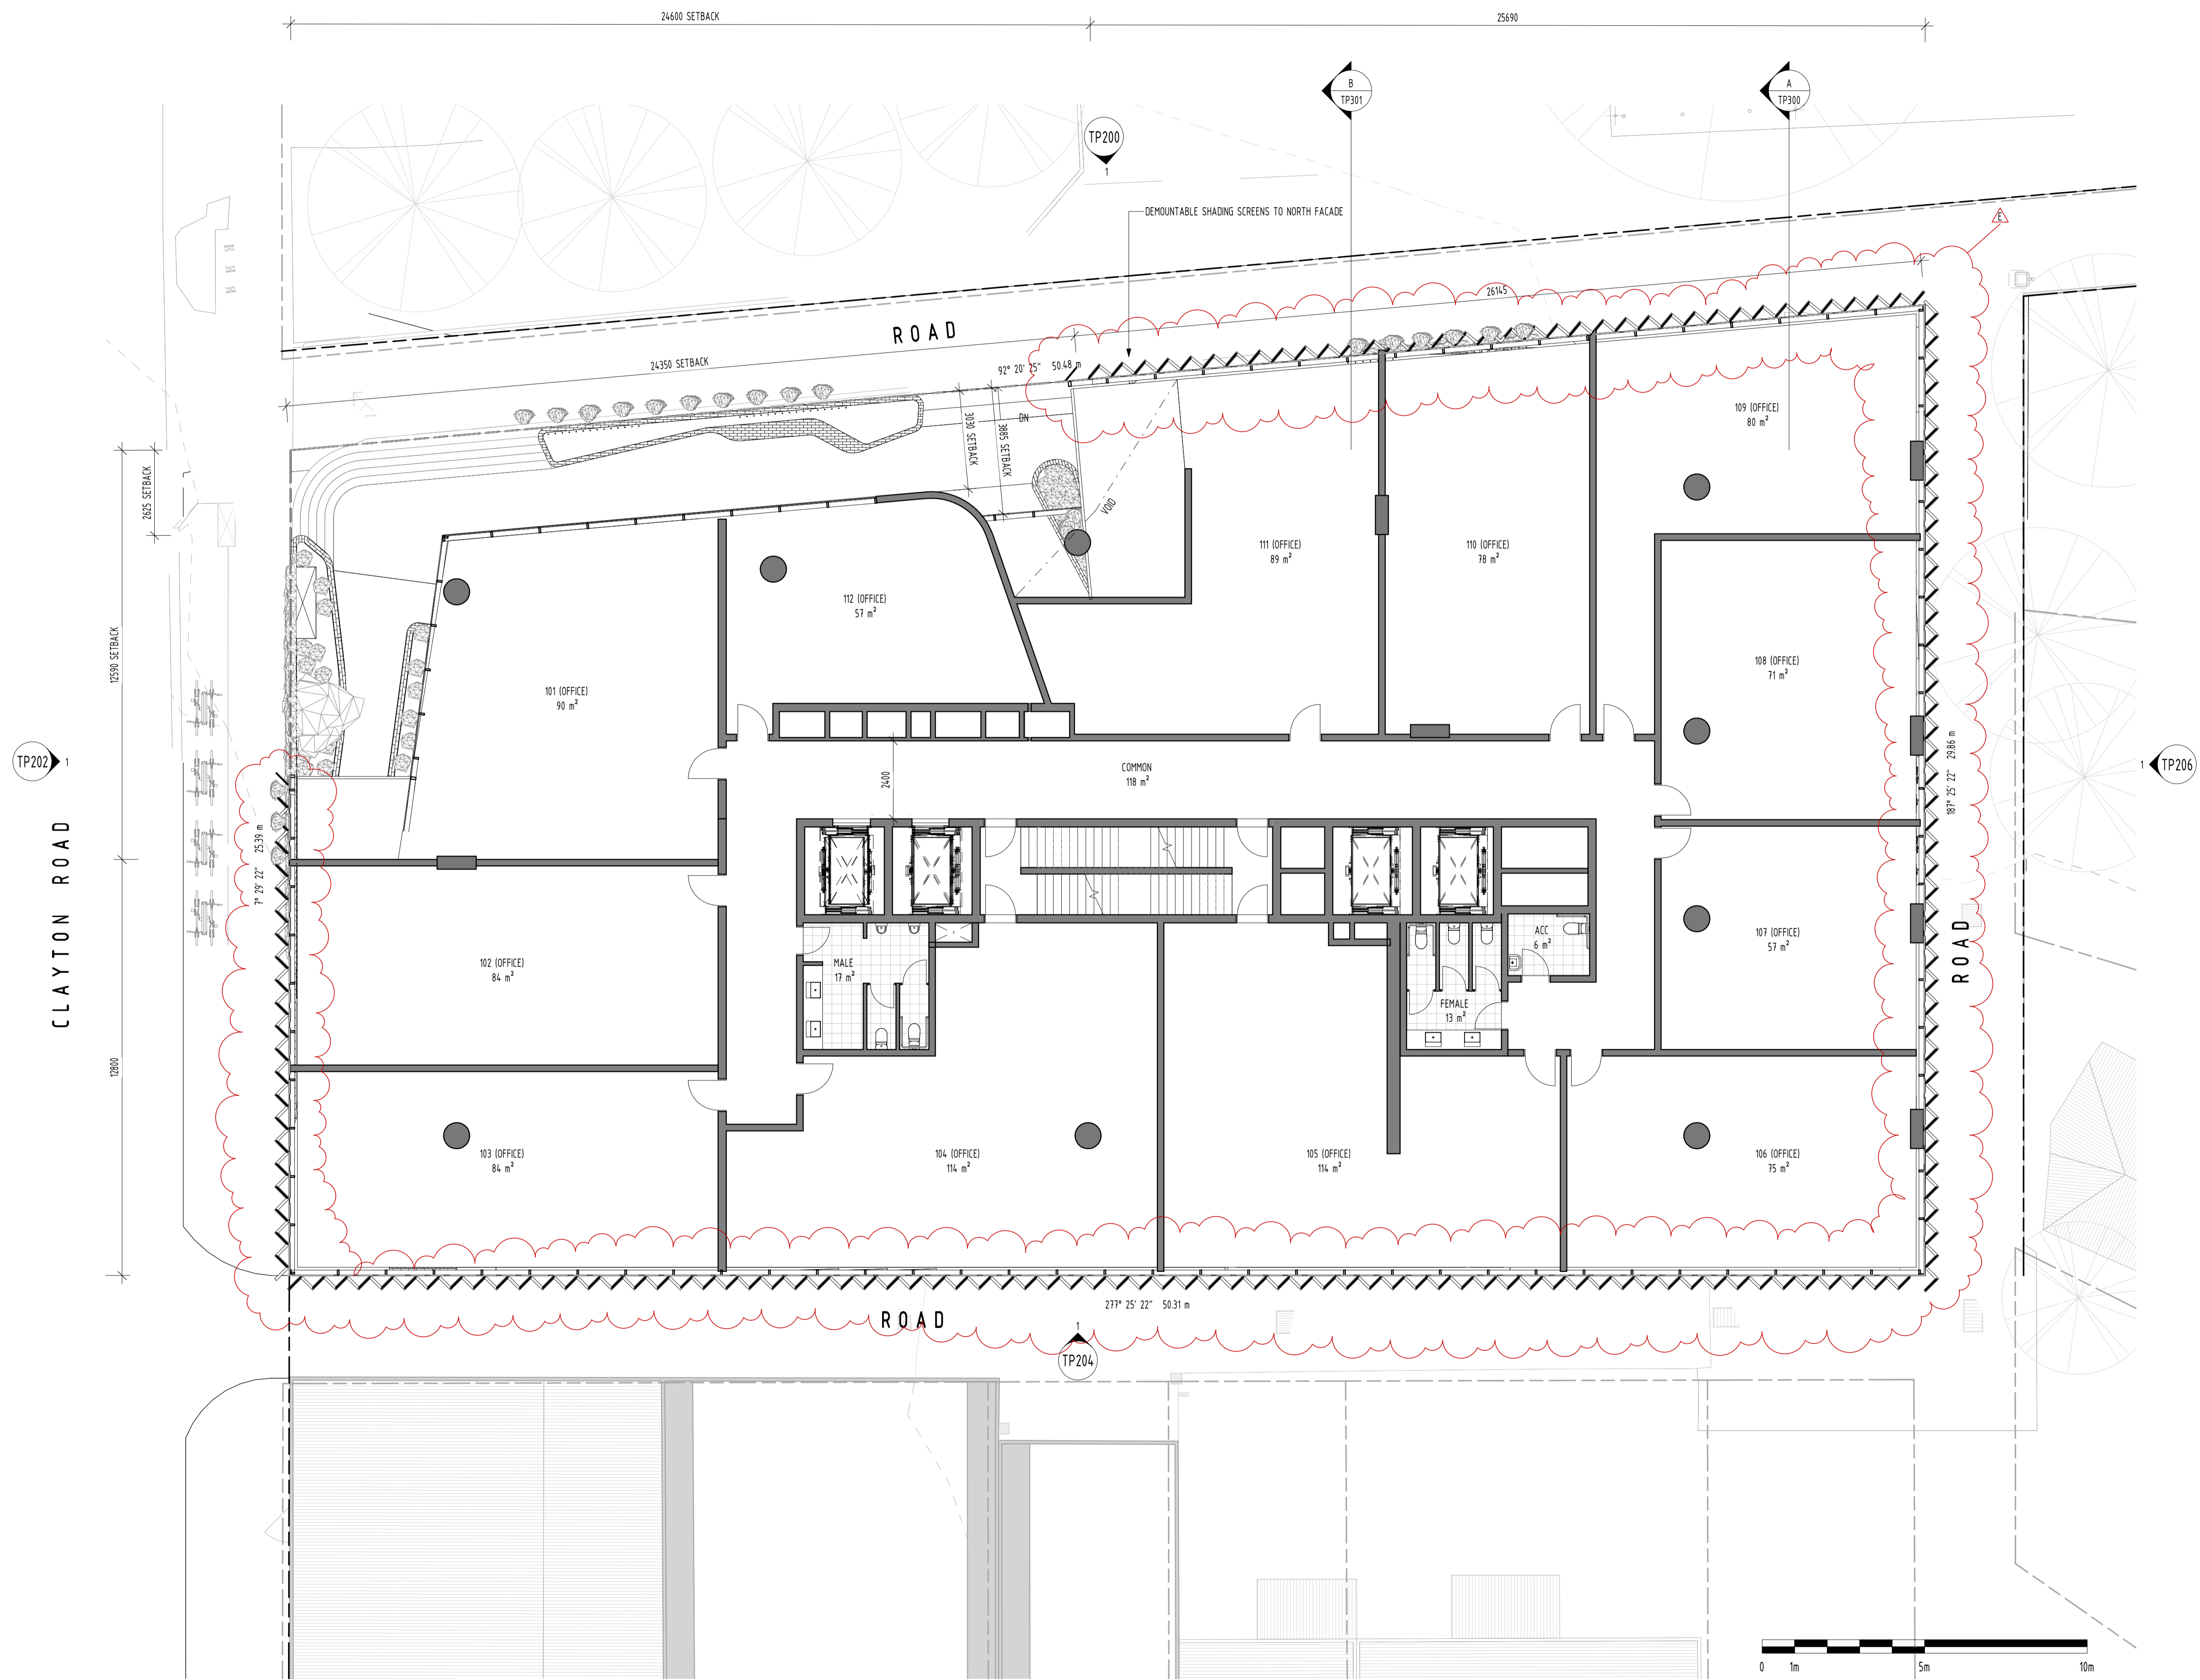 24600 SETBACK
25690
B
TP301
A
TP300
TP200
1
DEMOUNTABLE SHADING SCREENS TO NORTH FACADE
E
26145
ROAD
24350 SETBACK
92° 20' 25" 50.48 m
DN
3030 SETBACK
3885 SETBACK
VOID
2625 SETBACK
12590 SETBACK
12800
109 (OFFICE)
80 m²
111 (OFFICE)
89 m²
110 (OFFICE)
78 m²
112 (OFFICE)
57 m²
101 (OFFICE)
90 m²
108 (OFFICE)
71 m²
COMMON
118 m²
2400
TP202
1
1
TP206
187° 25' 22" 29.86 m
7° 29' 22" 25.39 m
CLAYTON ROAD
ROAD
102 (OFFICE)
84 m²
MALE
17 m²
ACC
6 m²
FEMALE
13 m²
107 (OFFICE)
57 m²
103 (OFFICE)
84 m²
104 (OFFICE)
114 m²
105 (OFFICE)
114 m²
106 (OFFICE)
75 m²
277° 25' 22" 50.31 m
ROAD
1
TP204
0 1m 5m 10m